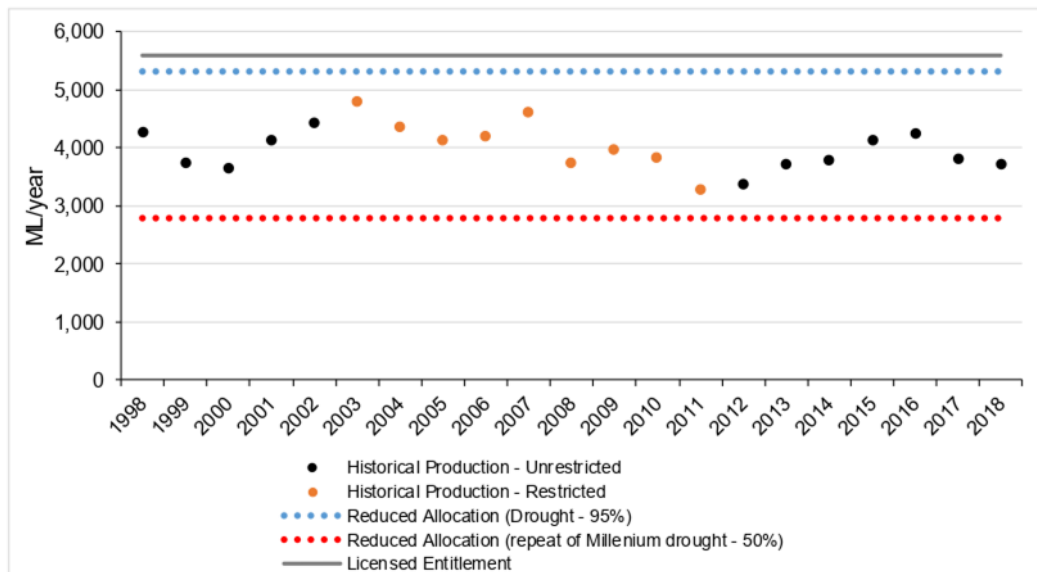 6,000
5,000
4,000
3,000
2,000
1,000
0
ML/year
1998 1999 2000 2001 2002 2003 2004 2005 2006 2007 2008 2009 2010 2011 2012 2013 2014 2015 2016 2017 2018
Historical Production - Unrestricted
Historical Production - Restricted
Reduced Allocation (Drought - 95%)
Reduced Allocation (repeat of Millenium drought - 50%)
Licensed Entitlement